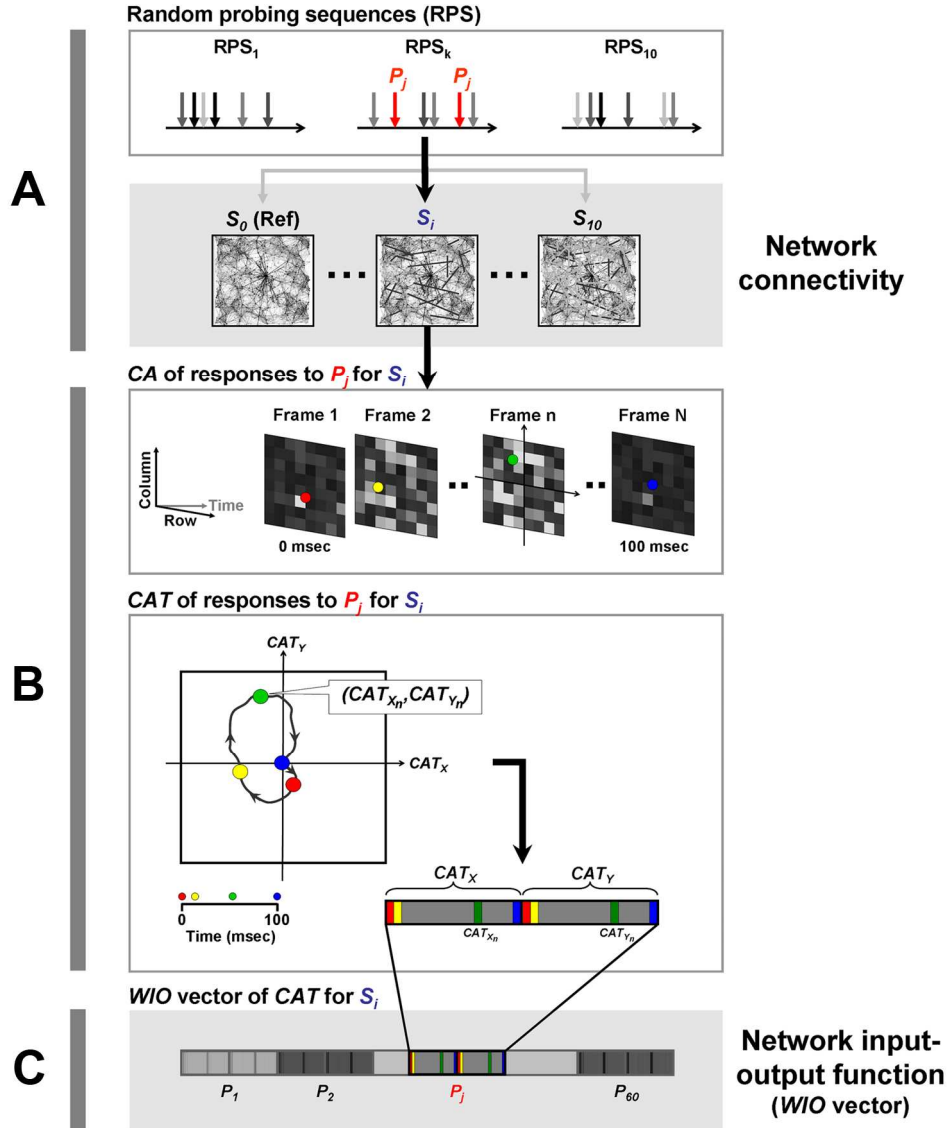 Random probing sequences (RPS)
RPS1
RPSk
RPS10
Pj
Pj
A
S0 (Ref)
Si
S10
Network
connectivity
CA of responses to Pj for Si
Frame 1
Frame 2
Frame n
Frame N
Column
Time
Row
0 msec
100 msec
CAT of responses to Pj for Si
B
CATY
(CATXn,CATYn)
CATX
CATX
CATY
0
100
Time (msec)
CATXn
CATYn
WIO vector of CAT for Si
C
P1
P2
Pj
P60
Network input-
output function
(WIO vector)